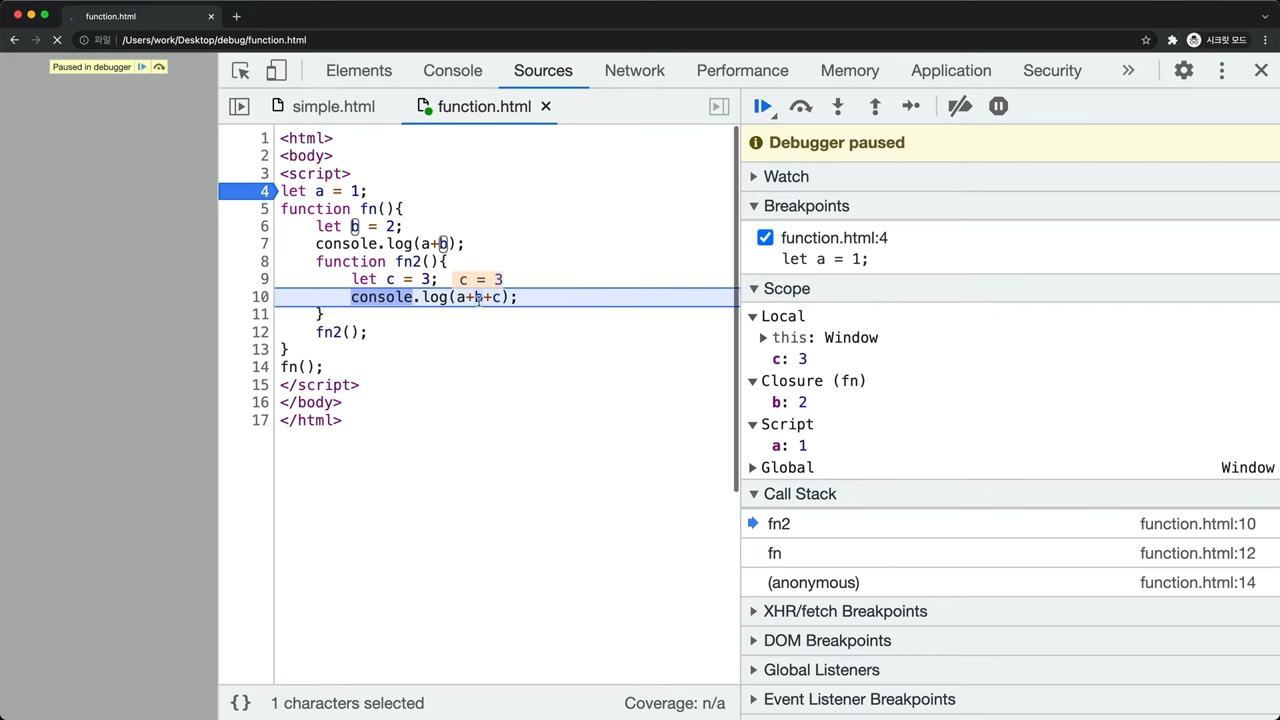 function.html
파일 /Users/work/Desktop/debug/function.html 시크릿 모드
Paused in debugger
Elements Console Sources Network Performance Memory Application Security
simple.html function.html
1 <html>
2 <body>
3 <script>
4 let a = 1;
5 function fn(){
6 let b = 2;
7 console.log(a+b);
8 function fn2(){
9 let c = 3; c = 3
10 console.log(a+b+c);
11 }
12 fn2();
13 }
14 fn();
15 </script>
16 </body>
17 </html>
{} 1 characters selected Coverage: n/a
Debugger paused
Watch
Breakpoints
function.html:4
let a = 1;
Scope
Local
this: Window
c: 3
Closure (fn)
b: 2
Script
a: 1
Global Window
Call Stack
fn2 function.html:10
fn function.html:12
(anonymous) function.html:14
XHR/fetch Breakpoints
DOM Breakpoints
Global Listeners
Event Listener Breakpoints